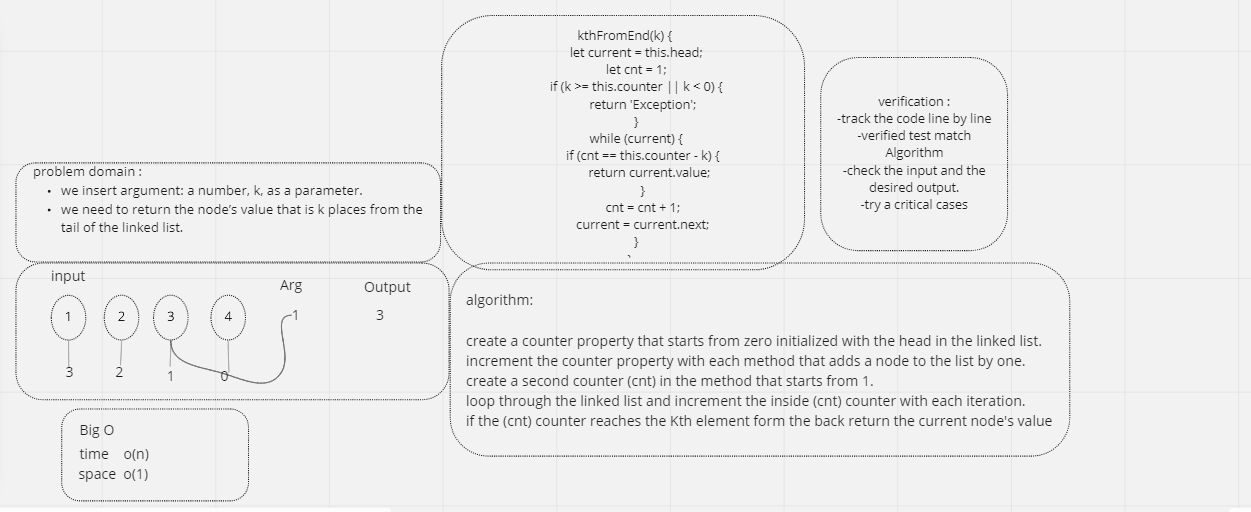 kthFromEnd(k) {
let current = this.head;
let cnt = 1;
if (k >= this.counter || k < 0) {
return 'Exception';
}
while (current) {
if (cnt == this.counter - k) {
return current.value;
}
cnt = cnt + 1;
current = current.next;
}
verification :
-track the code line by line
-verified test match
Algorithm
-check the input and the
desired output.
-try a critical cases
problem domain :
• we insert argument: a number, k, as a parameter.
• we need to return the node's value that is k places from the
tail of the linked list.
input
Arg
Output
1 2 3 4 1 3
3 2 1 0
algorithm:
create a counter property that starts from zero initialized with the head in the linked list.
increment the counter property with each method that adds a node to the list by one.
create a second counter (cnt) in the method that starts from 1.
loop through the linked list and increment the inside (cnt) counter with each iteration.
if the (cnt) counter reaches the Kth element form the back return the current node's value
Big O
time o(n)
space o(1)